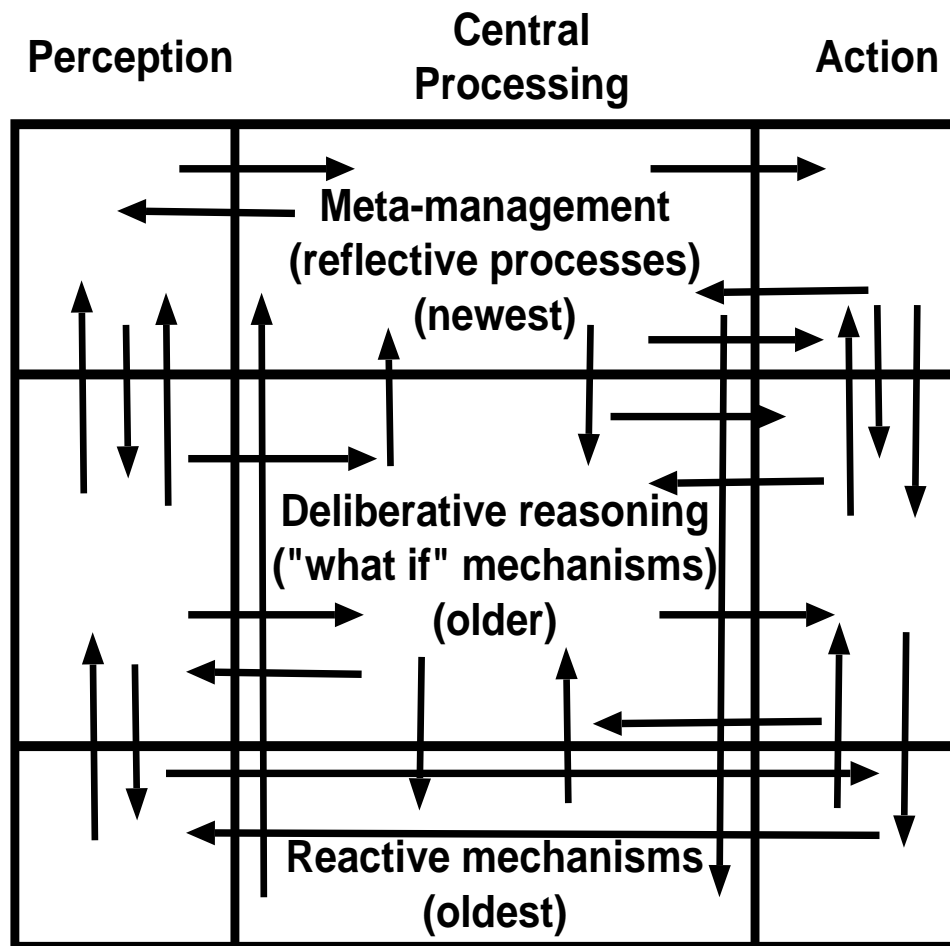 Perception
Central
Processing
Action
Meta-management
(reflective processes)
(newest)
Deliberative reasoning
("what if" mechanisms)
(older)
Reactive mechanisms
(oldest)